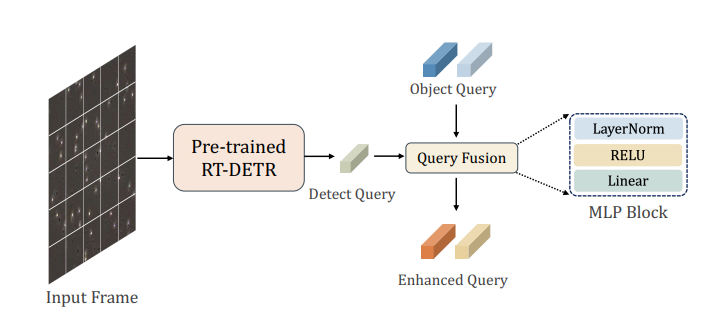 Object Query
Pre-trained
RT-DETR
Query Fusion
LayerNorm
RELU
Linear
Detect Query
MLP Block
Enhanced Query
Input Frame